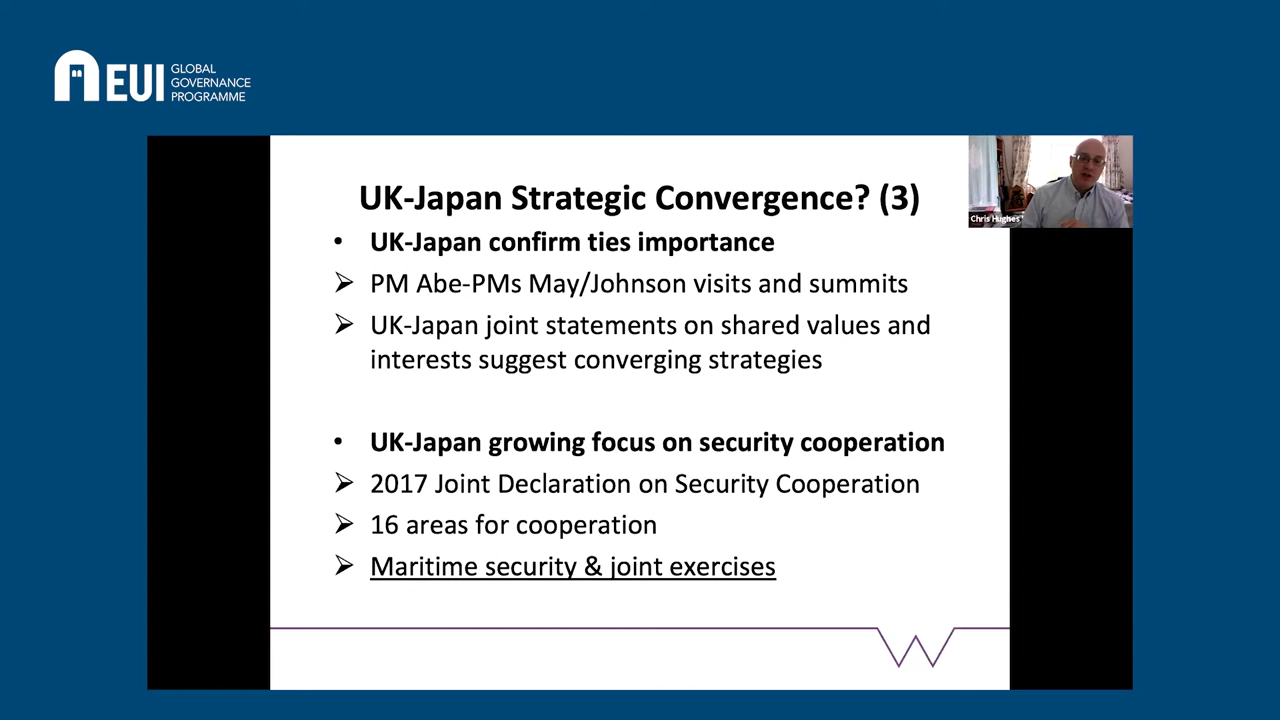 EUI
GLOBAL
GOVERNANCE
PROGRAMME
UK-Japan Strategic Convergence? (3)
Chris Hughes
• UK-Japan confirm ties importance
➢ PM Abe-PMs May/Johnson visits and summits
➢ UK-Japan joint statements on shared values and
interests suggest converging strategies
• UK-Japan growing focus on security cooperation
➢ 2017 Joint Declaration on Security Cooperation
➢ 16 areas for cooperation
➢ Maritime security & joint exercises